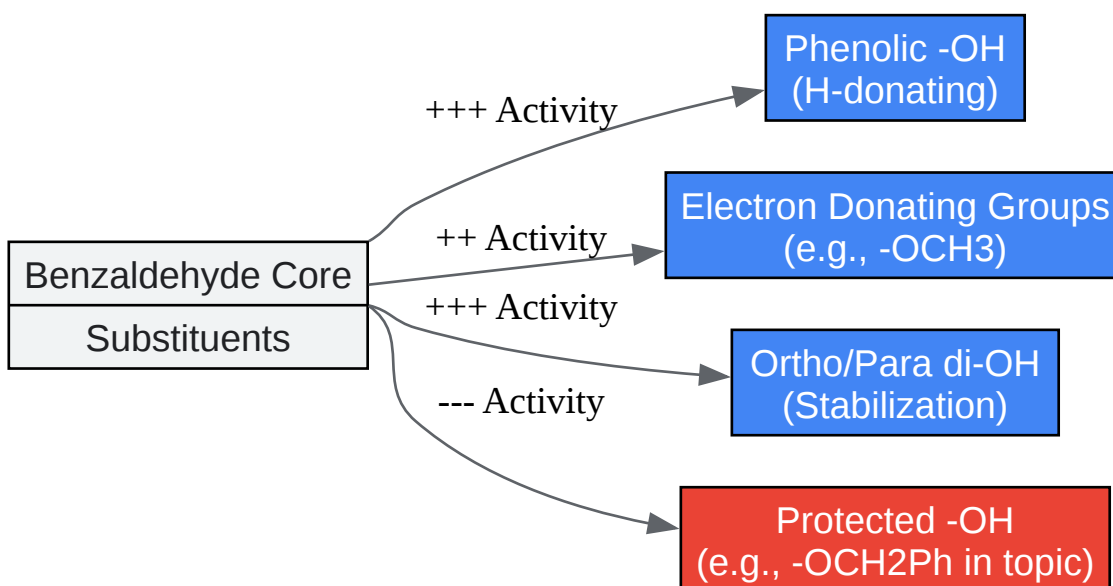 Phenolic -OH
(H-donating)
+++ Activity
Electron Donating Groups
(e.g., -OCH3)
++ Activity
Benzaldehyde Core
Substituents
+++ Activity
Ortho/Para di-OH
(Stabilization)
--- Activity
Protected -OH
(e.g., -OCH2Ph in topic)